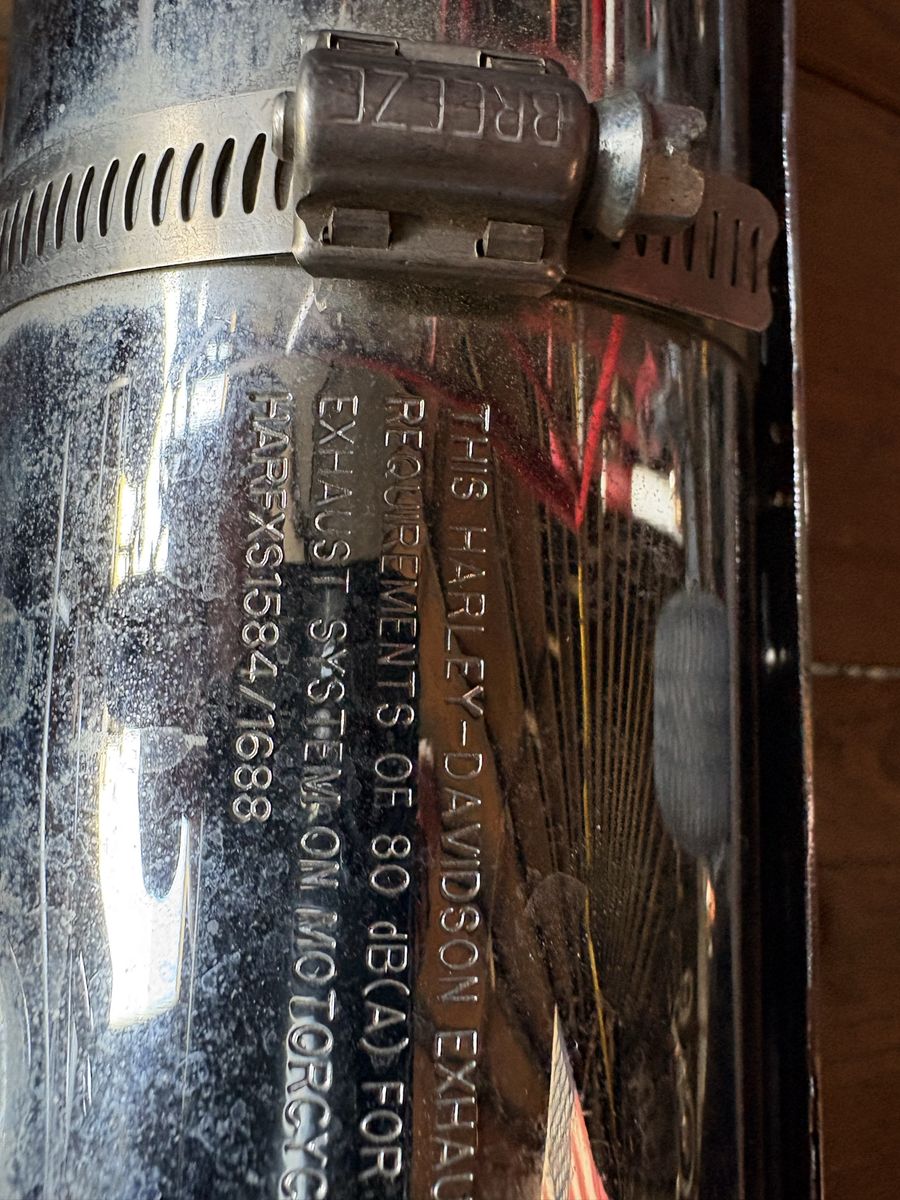 BREEZE
THIS HARLEY-DAVIDSON EXHAU
REQUIREMENTS OF 80 dB(A) FOR
EXHAUST SYSTEM ON MOTORCYC
HARFXS1584/1688